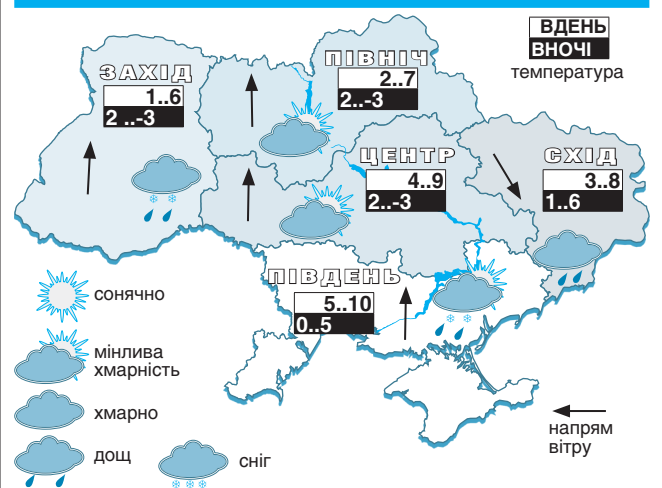 ВДЕНЬ
ВНОЧІ
температура
ЗАХІД
1..6
2 ..-3
ПІВНІЧ
2..7
2..-3
ЦЕНТР
4..9
2..-3
СХІД
3..8
1..6
ПІВДЕНЬ
5..10
0..5
сонячно
мінлива
хмарність
хмарно
дощ
сніг
напрям
вітру